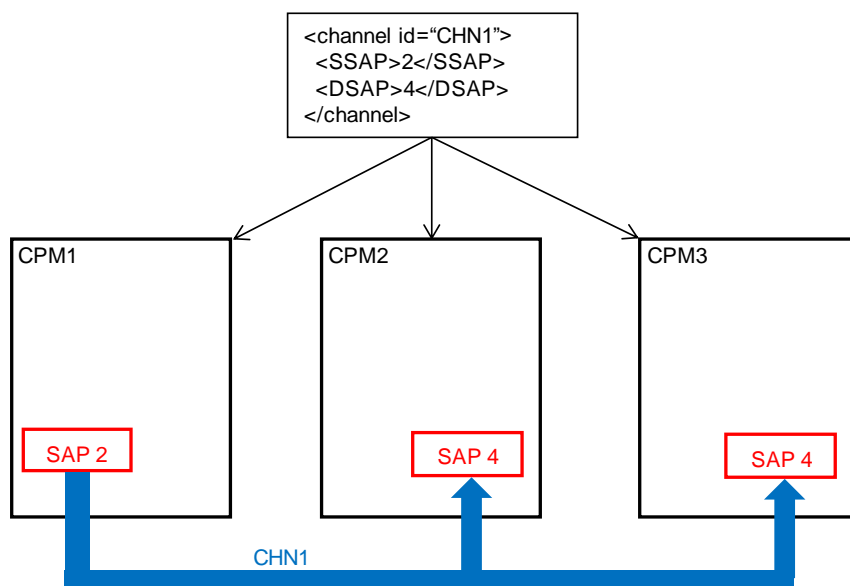 <channel id=“CHN1”>
<SSAP>2</SSAP>
<DSAP>4</DSAP>
</channel>
CPM1
CPM2
CPM3
SAP 2
SAP 4
SAP 4
CHN1